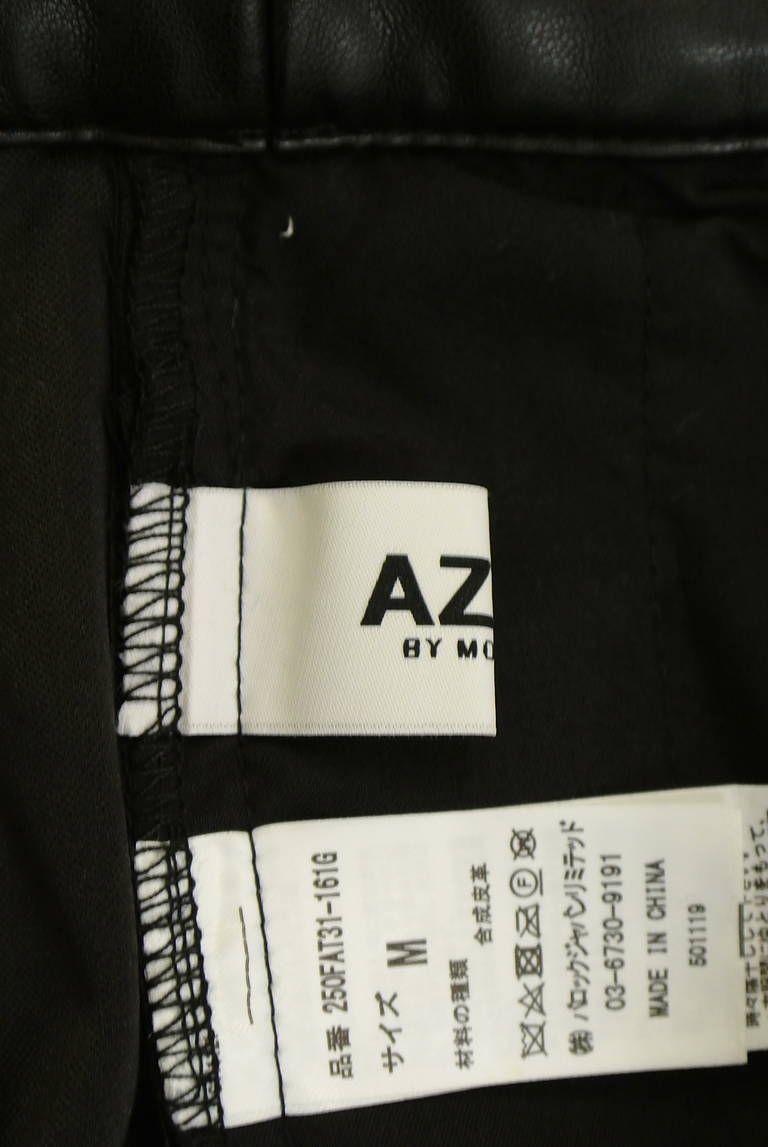 AZ
BY MO
品番 250FAT31-161G
サイズ M
材料の種類
合成皮革
F
㈱ バロックジャパンリミテッド
03-6730-9191
MADE IN CHINA
501119